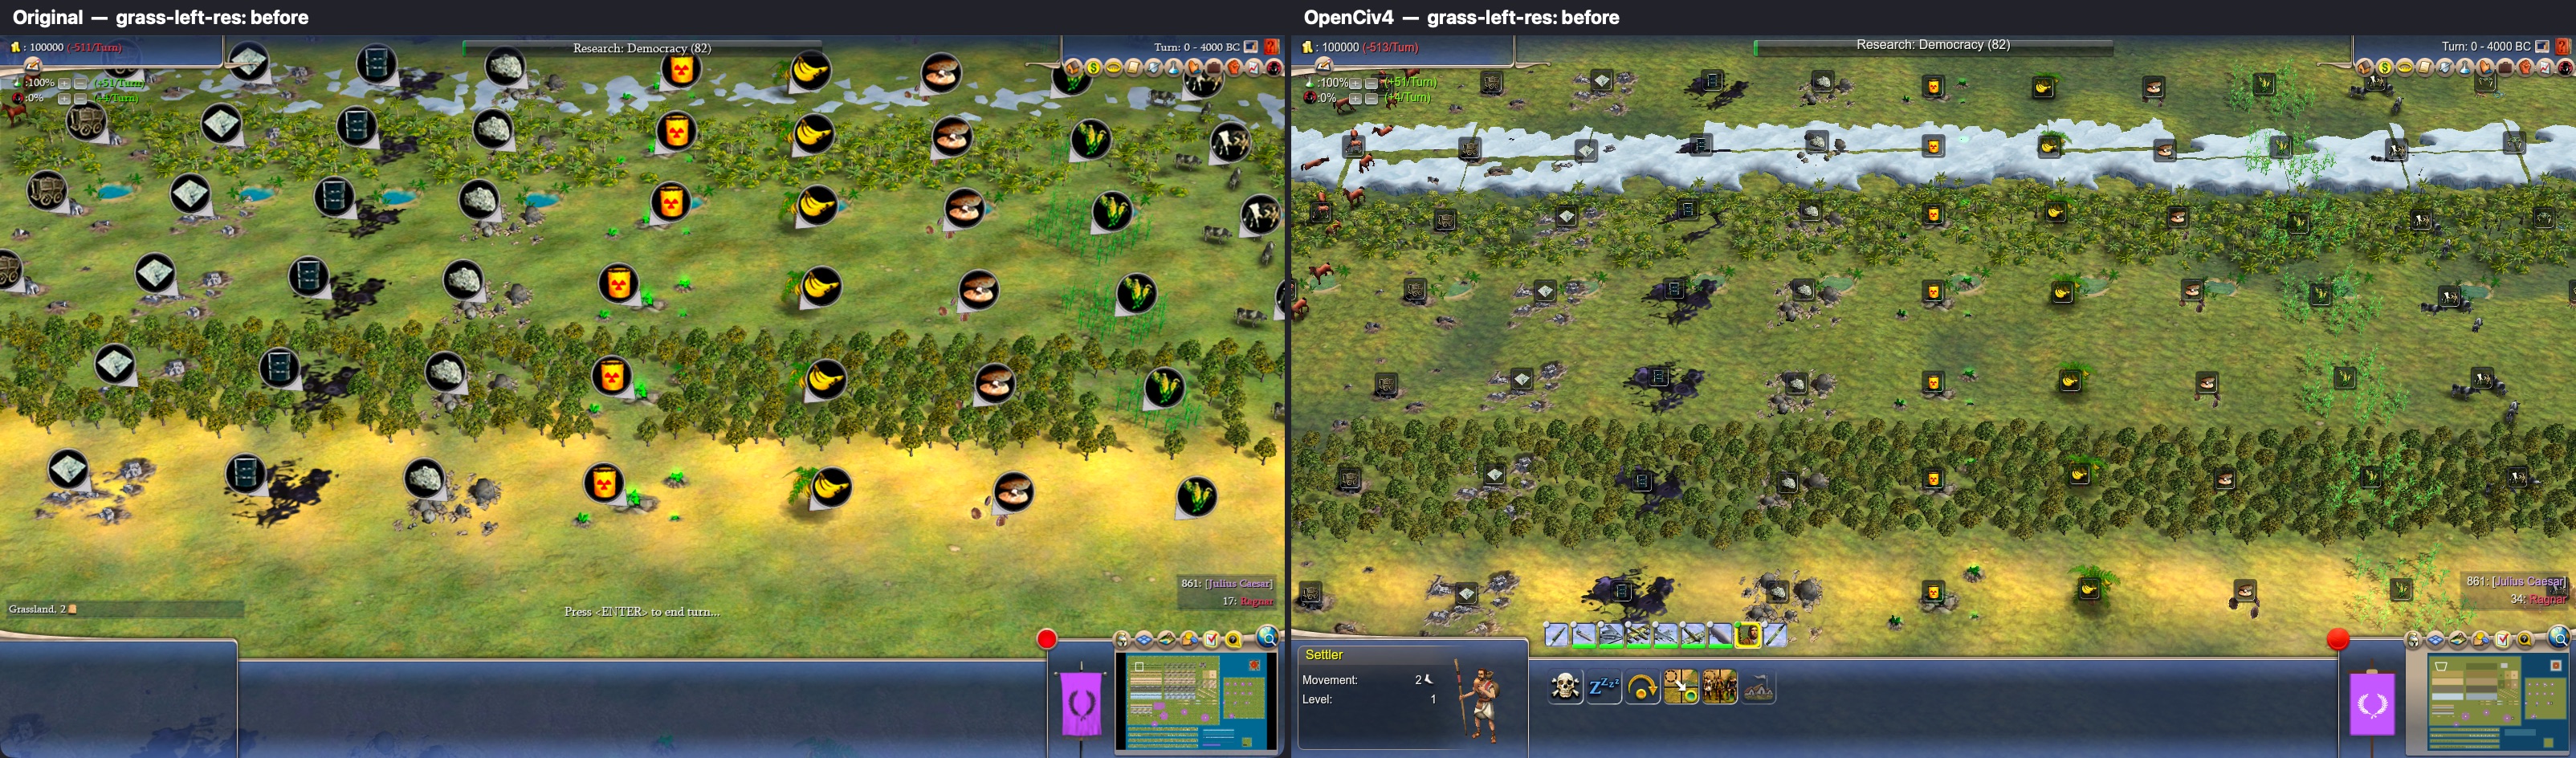 Original — grass-left-res: before
: 100000 (-511/Turn)
Research: Democracy (82)
Turn: 0 - 4000 BC
:100% (+51/Turn)
:0% (+4/Turn)
861: [Julius Caesar]
17: Ragnar
Grassland, 2
Press <ENTER> to end turn...
OpenCiv4 — grass-left-res: before
: 100000 (-513/Turn)
Research: Democracy (82)
Turn: 0 - 4000 BC
:100% (+51/Turn)
:0% (+4/Turn)
861: [Julius Caesar]
34: Ragnar
Settler
Movement: 2
Level: 1